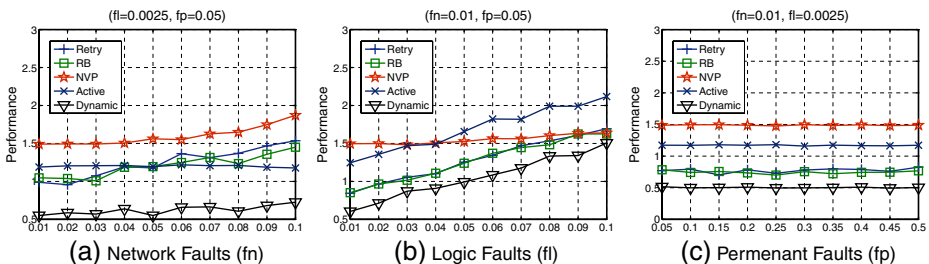 (fl=0.0025, fp=0.05)
3
2.5
2
1.5
1
0.5
Performance
Retry
RB
NVP
Active
Dynamic
0.01 0.02 0.03 0.04 0.05 0.06 0.07 0.08 0.09 0.1
(a) Network Faults (fn)
(fn=0.01, fp=0.05)
3
2.5
2
1.5
1
0.5
Performance
Retry
RB
NVP
Active
Dynamic
0.01 0.02 0.03 0.04 0.05 0.06 0.07 0.08 0.09 0.1
(b) Logic Faults (fl)
(fn=0.01, fl=0.0025)
3
2.5
2
1.5
1
0.5
0
Performance
Retry
RB
NVP
Active
Dynamic
0.05 0.1 0.15 0.2 0.25 0.3 0.35 0.4 0.45 0.5
(c) Permenant Faults (fp)